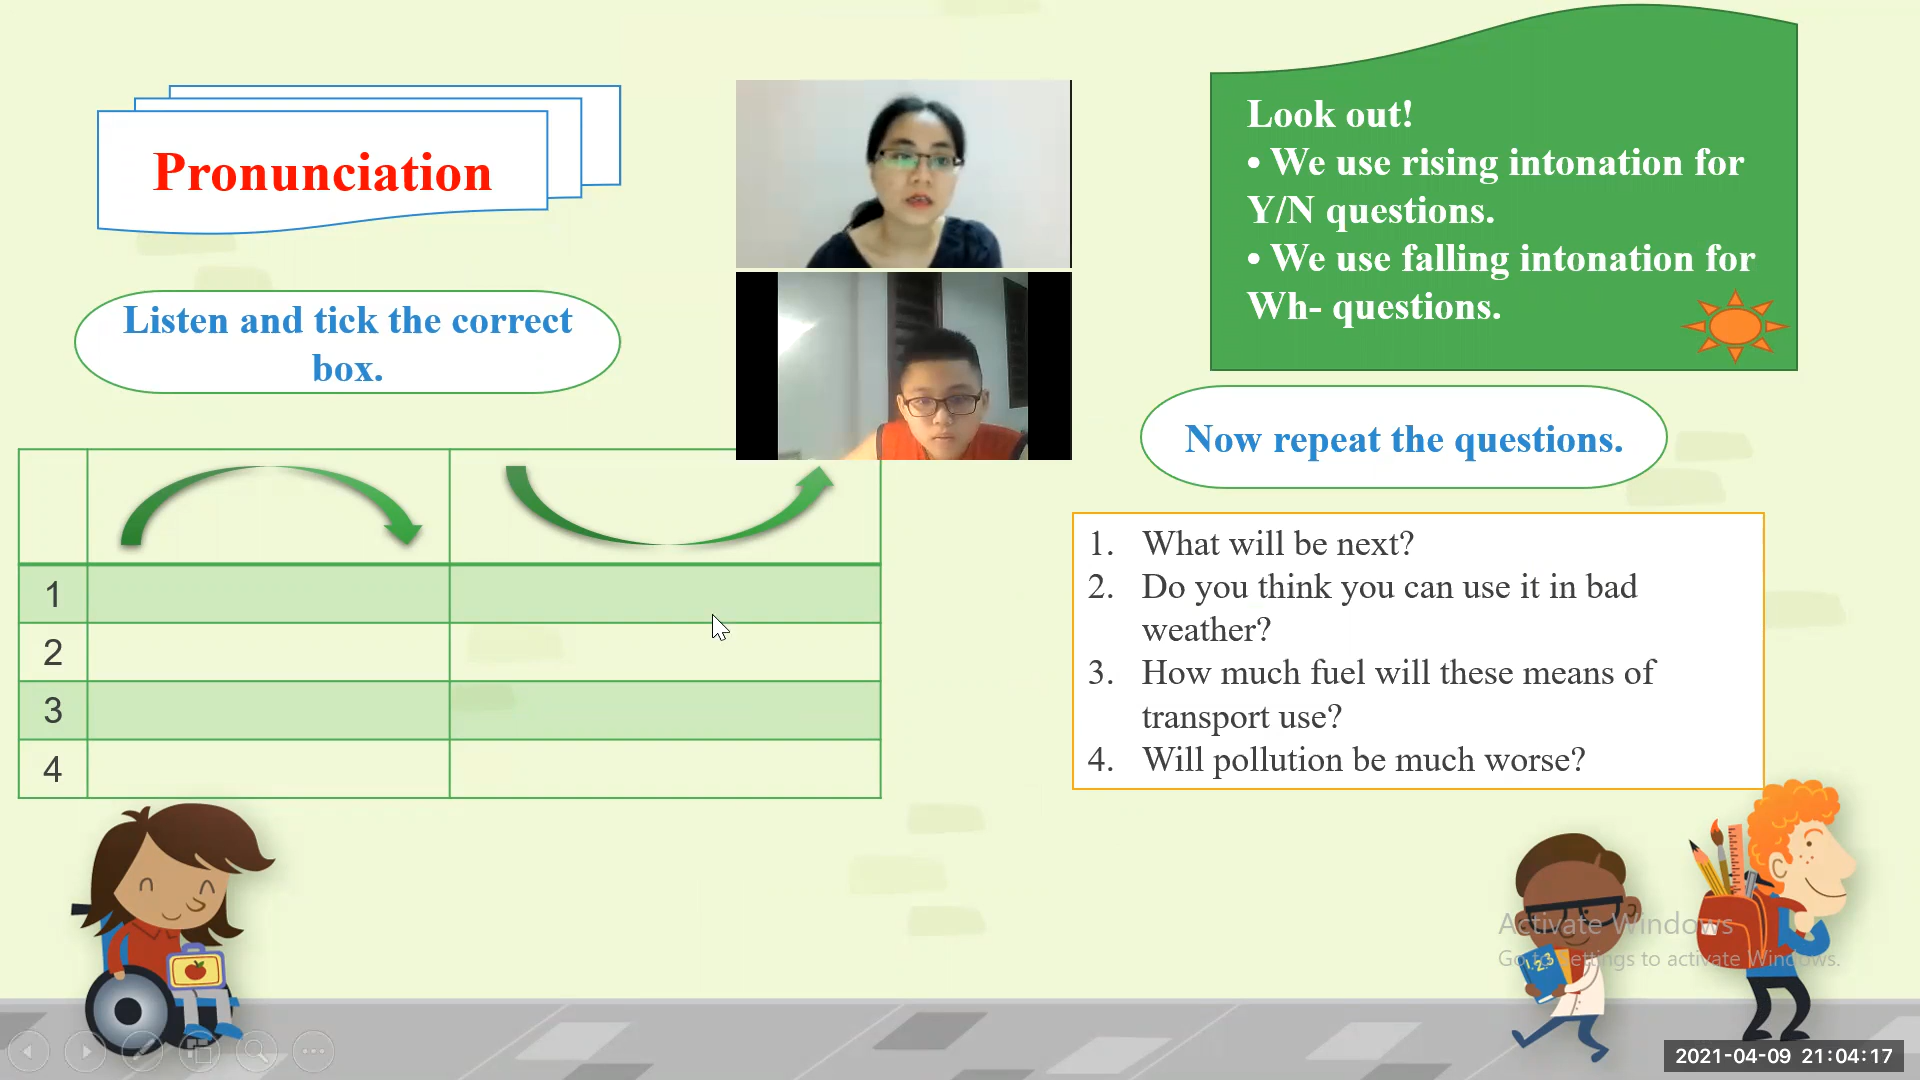 Pronunciation
Listen and tick the correct
box.
1
2
3
4
Look out!
• We use rising intonation for
Y/N questions.
• We use falling intonation for
Wh- questions.
Now repeat the questions.
1. What will be next?
2. Do you think you can use it in bad
weather?
3. How much fuel will these means of
transport use?
4. Will pollution be much worse?
1.2.3
Activate Windows
Go to Settings to activate Windows.
2021-04-09 21:04:17